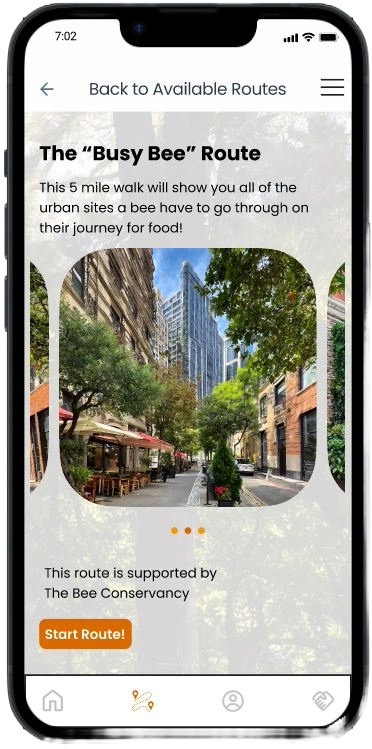 7:02
Back to Available Routes
The “Busy Bee” Route
This 5 mile walk will show you all of the
urban sites a bee have to go through on
their journey for food!
This route is supported by
The Bee Conservancy
Start Route!